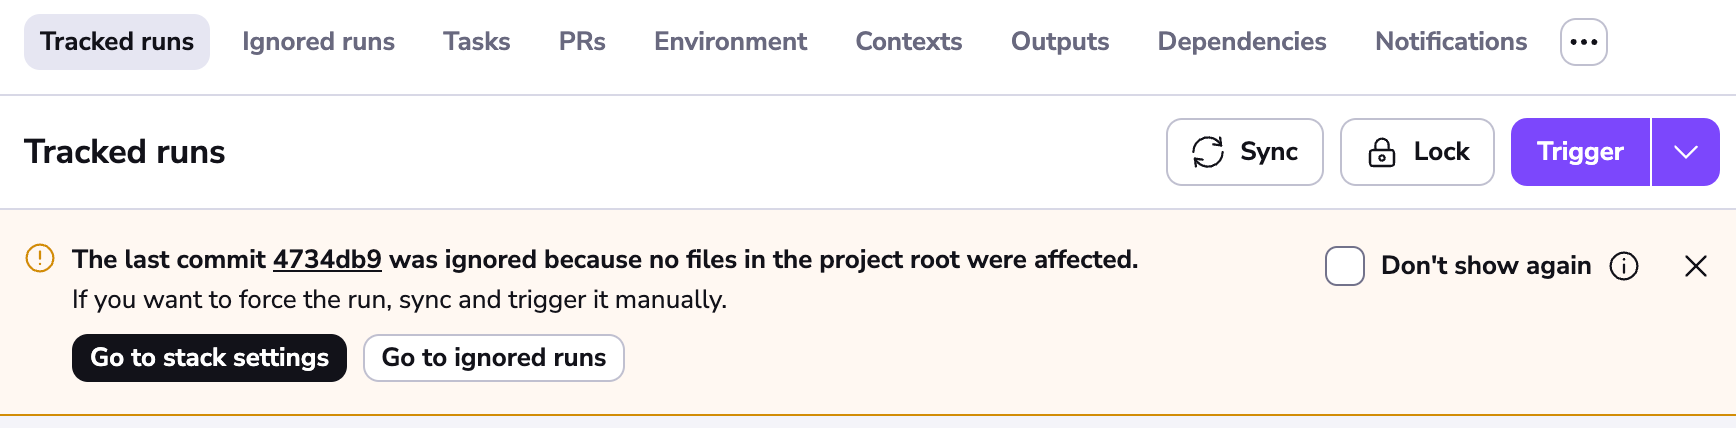 Tracked runs Ignored runs Tasks PRs Environment Contexts Outputs Dependencies Notifications
Tracked runs Sync Lock Trigger
The last commit 4734db9 was ignored because no files in the project root were affected. Don't show again
If you want to force the run, sync and trigger it manually.
Go to stack settings Go to ignored runs